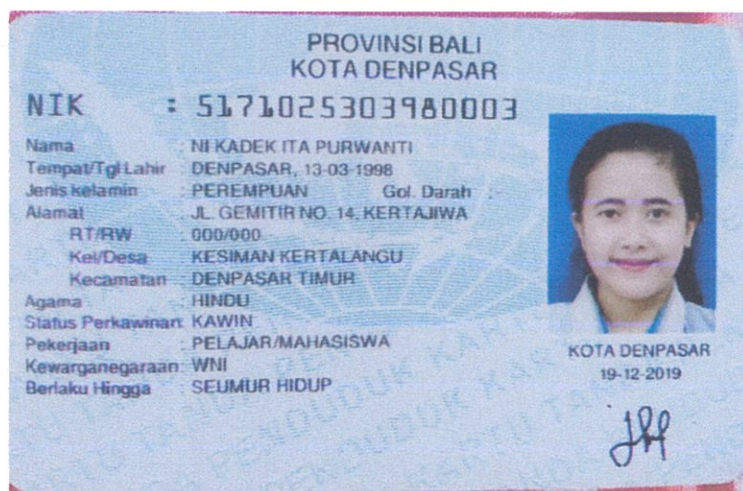 PROVINSI BALI
KOTA DENPASAR
NIK : 5171025303980003
Nama : NI KADEK ITA PURWANTI
Tempat/Tgl Lahir : DENPASAR, 13-03-1998
Jenis kelamin : PEREMPUAN Gol. Darah :
Alamat : JL. GEMITIR NO. 14. KERTAJIWA
RT/RW : 000/000
Kel/Desa : KESIMAN KERTALANGU
Kecamatan : DENPASAR TIMUR
Agama : HINDU
Status Perkawinan: KAWIN
Pekerjaan : PELAJAR/MAHASISWA
Kewarganegaraan: WNI
Berlaku Hingga : SEUMUR HIDUP
KOTA DENPASAR
19-12-2019